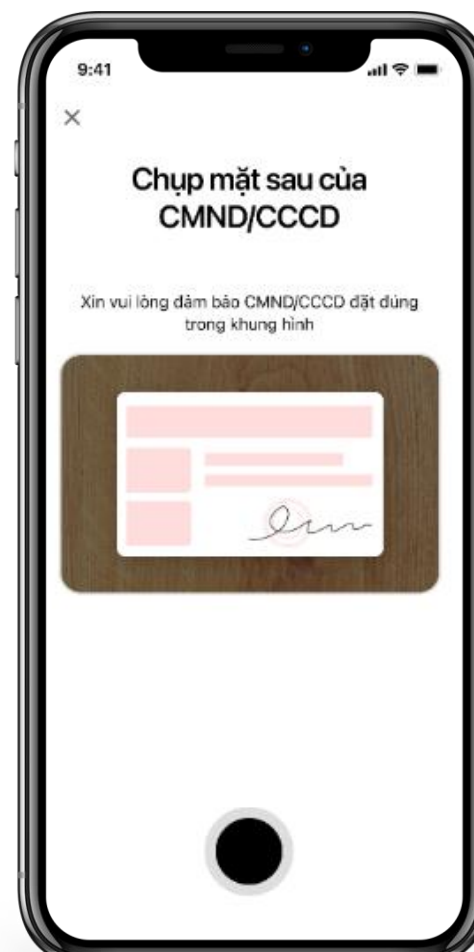 9:41
Chụp mặt sau của
CMND/CCCD
Xin vui lòng đảm bảo CMND/CCCD đặt đúng
trong khung hình